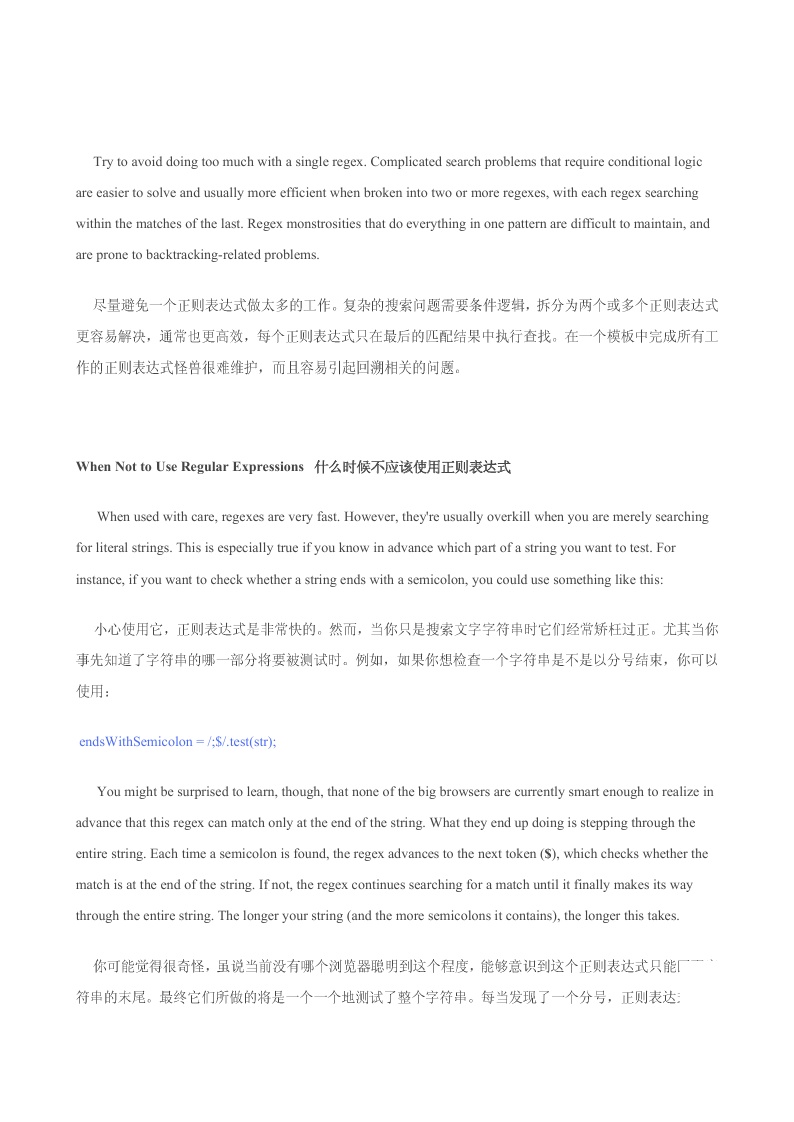 Try to avoid doing too much with a single regex. Complicated search problems that require conditional logic
are easier to solve and usually more efficient when broken into two or more regexes, with each regex searching
within the matches of the last. Regex monstrosities that do everything in one pattern are difficult to maintain, and
are prone to backtracking-related problems.
尽量避免一个正则表达式做太多的工作。复杂的搜索问题需要条件逻辑，拆分为两个或多个正则表达式
更容易解决，通常也更高效，每个正则表达式只在最后的匹配结果中执行查找。在一个模板中完成所有工
作的正则表达式怪兽很难维护，而且容易引起回溯相关的问题。
When Not to Use Regular Expressions 什么时候不应该使用正则表达式
When used with care, regexes are very fast. However, they're usually overkill when you are merely searching
for literal strings. This is especially true if you know in advance which part of a string you want to test. For
instance, if you want to check whether a string ends with a semicolon, you could use something like this:
小心使用它，正则表达式是非常快的。然而，当你只是搜索文字字符串时它们经常矫枉过正。尤其当你
事先知道了字符串的哪一部分将要被测试时。例如，如果你想检查一个字符串是不是以分号结束，你可以
使用：
endsWithSemicolon = /;$/.test(str);
You might be surprised to learn, though, that none of the big browsers are currently smart enough to realize in
advance that this regex can match only at the end of the string. What they end up doing is stepping through the
entire string. Each time a semicolon is found, the regex advances to the next token ($), which checks whether the
match is at the end of the string. If not, the regex continues searching for a match until it finally makes its way
through the entire string. The longer your string (and the more semicolons it contains), the longer this takes.
你可能觉得很奇怪，虽说当前没有哪个浏览器聪明到这个程度，能够意识到这个正则表达式只能
符串的末尾。最终它们所做的将是一个一个地测试了整个字符串。每当发现了一个分号，正则表达